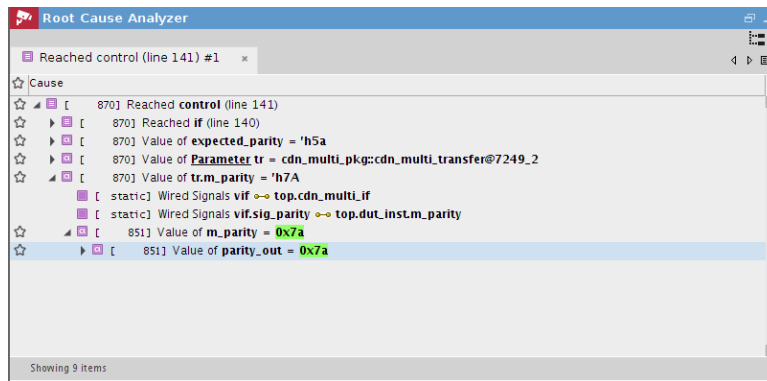 Root Cause Analyzer
Reached control (line 141) #1 ×
Cause
[ 870] Reached control (line 141)
[ 870] Reached if (line 140)
[ 870] Value of expected_parity = 'h5a
[ 870] Value of Parameter tr = cdn_multi_pkg::cdn_multi_transfer@7249_2
[ 870] Value of tr.m_parity = 'h7A
[ static] Wired Signals vif top.cdn_multi_if
[ static] Wired Signals vif.sig_parity top.dut_inst.m_parity
[ 851] Value of m_parity = 0x7a
[ 851] Value of parity_out = 0x7a
Showing 9 items